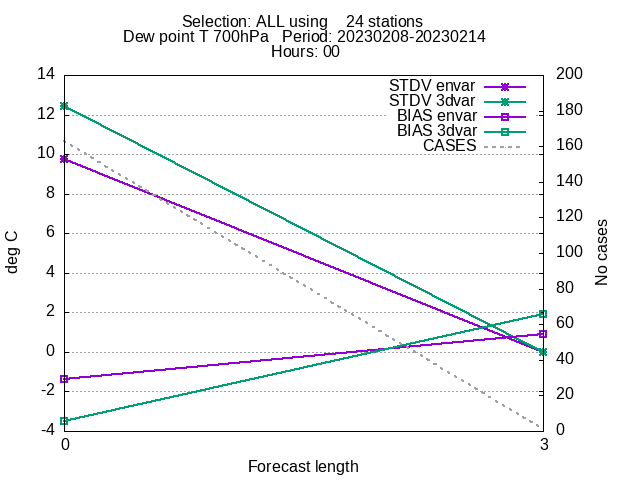 Selection: ALL using    24 stations
Dew point T 700hPa   Period: 20230208-20230214
Hours: 00
STDV envar
STDV 3dvar
BIAS envar
BIAS 3dvar
CASES
14
12
10
8
6
4
2
0
-2
-4
deg C
200
180
160
140
120
100
80
60
40
20
0
No cases
0 3
Forecast length